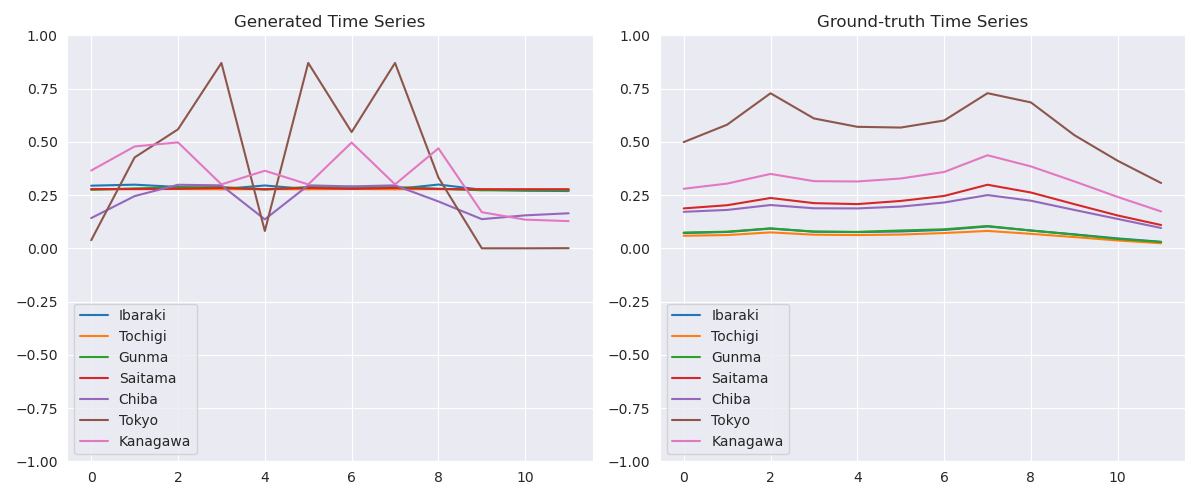 Generated Time Series
1.00
0.75
0.50
0.25
0.00
−0.25
−0.50
−0.75
−1.00
0 2 4 6 8 10
Ibaraki
Tochigi
Gunma
Saitama
Chiba
Tokyo
Kanagawa
Ground-truth Time Series
1.00
0.75
0.50
0.25
0.00
−0.25
−0.50
−0.75
−1.00
0 2 4 6 8 10
Ibaraki
Tochigi
Gunma
Saitama
Chiba
Tokyo
Kanagawa